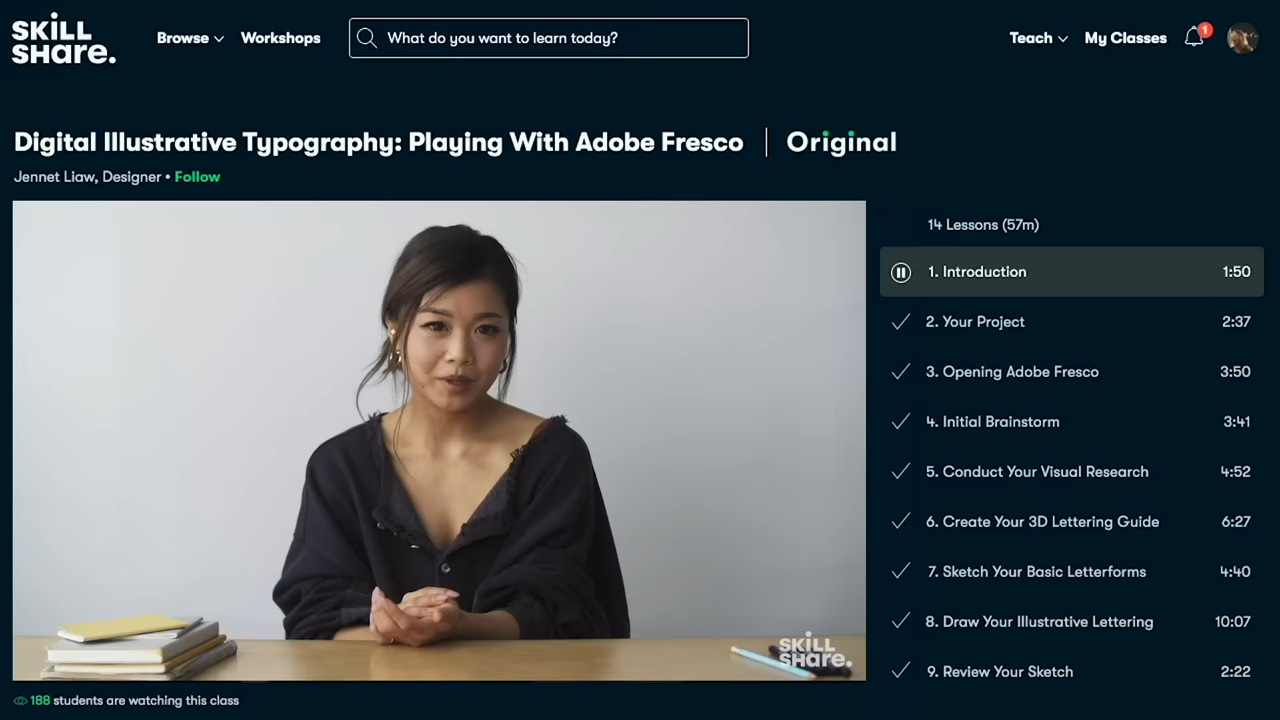 SKiLL
SHare.
Browse
Workshops
What do you want to learn today?
Teach
My Classes
1
Digital Illustrative Typography: Playing With Adobe Fresco | Original
Jennet Liaw, Designer • Follow
14 Lessons (57m)
1. Introduction 1:50
2. Your Project 2:37
3. Opening Adobe Fresco 3:50
4. Initial Brainstorm 3:41
5. Conduct Your Visual Research 4:52
6. Create Your 3D Lettering Guide 6:27
7. Sketch Your Basic Letterforms 4:40
8. Draw Your Illustrative Lettering 10:07
9. Review Your Sketch 2:22
SKiLL
SHare.
188 students are watching this class